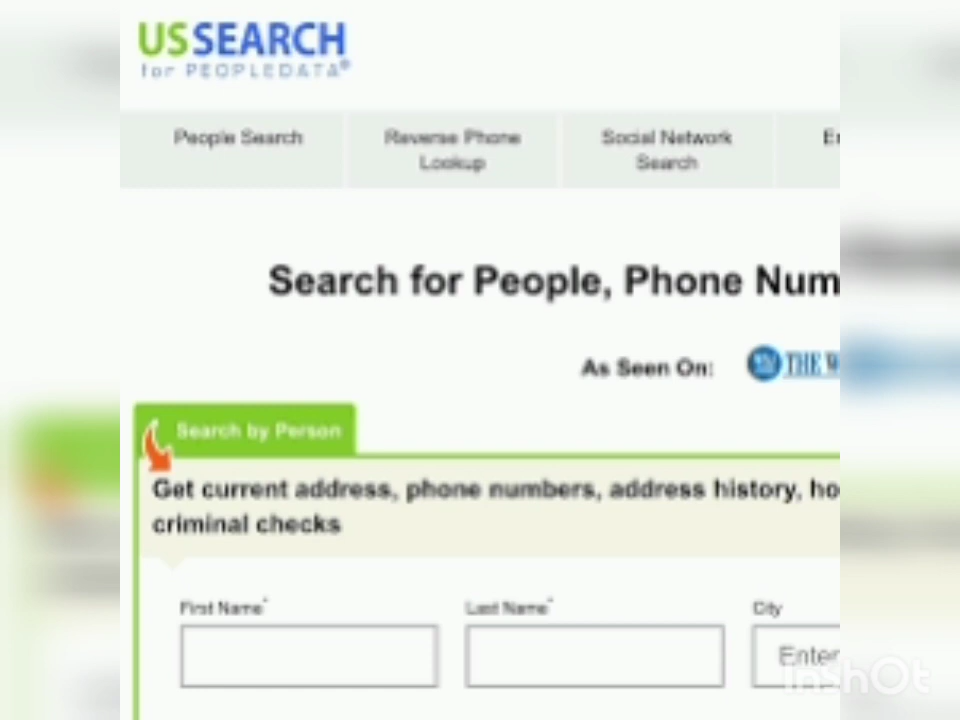 USSEARCH
for PEOPLEDATA®
People Search
Reverse Phone
Lookup
Social Network
Search
Search for People, Phone Num
As Seen On:
THE W
Search by Person
Get current address, phone numbers, address history, ho
criminal checks
First Name*
Last Name*
City
Enter
InShOt